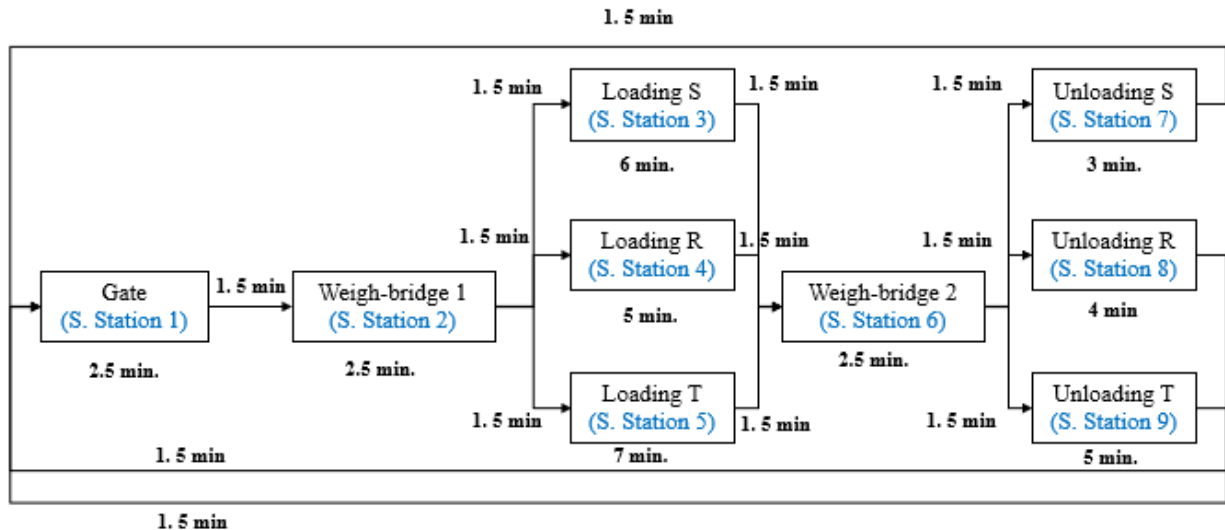 1. 5 min
1. 5 min
Loading S
(S. Station 3)
6 min.
1. 5 min
1. 5 min
Unloading S
(S. Station 7)
3 min.
1. 5 min
Loading R
(S. Station 4)
5 min.
1. 5 min
1. 5 min
Unloading R
(S. Station 8)
4 min
Gate
(S. Station 1)
2.5 min.
1. 5 min
Weigh-bridge 1
(S. Station 2)
2.5 min.
Weigh-bridge 2
(S. Station 6)
2.5 min.
1. 5 min
Loading T
(S. Station 5)
7 min.
1. 5 min
1. 5 min
Unloading T
(S. Station 9)
5 min.
1. 5 min
1. 5 min